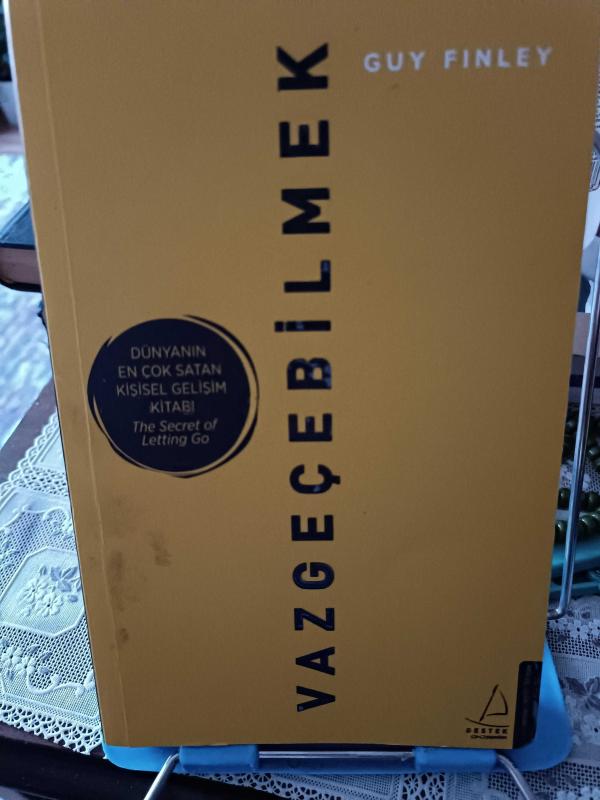 GUY FINLEY
VAZGEÇEBİLMEK
DÜNYANIN
EN ÇOK SATAN
KİŞİSEL GELİŞİM
KİTABI
The Secret of
Letting Go
DESTEK